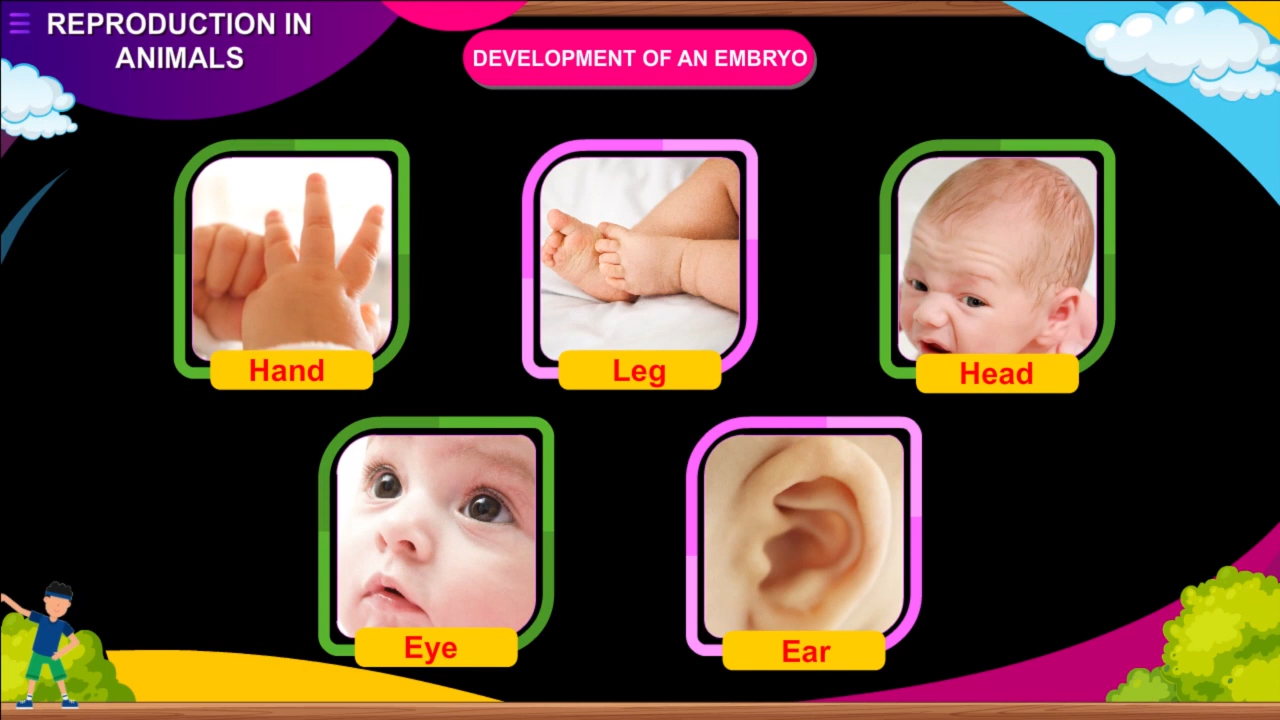 REPRODUCTION IN
ANIMALS
DEVELOPMENT OF AN EMBRYO
Hand
Leg
Head
Eye
Ear